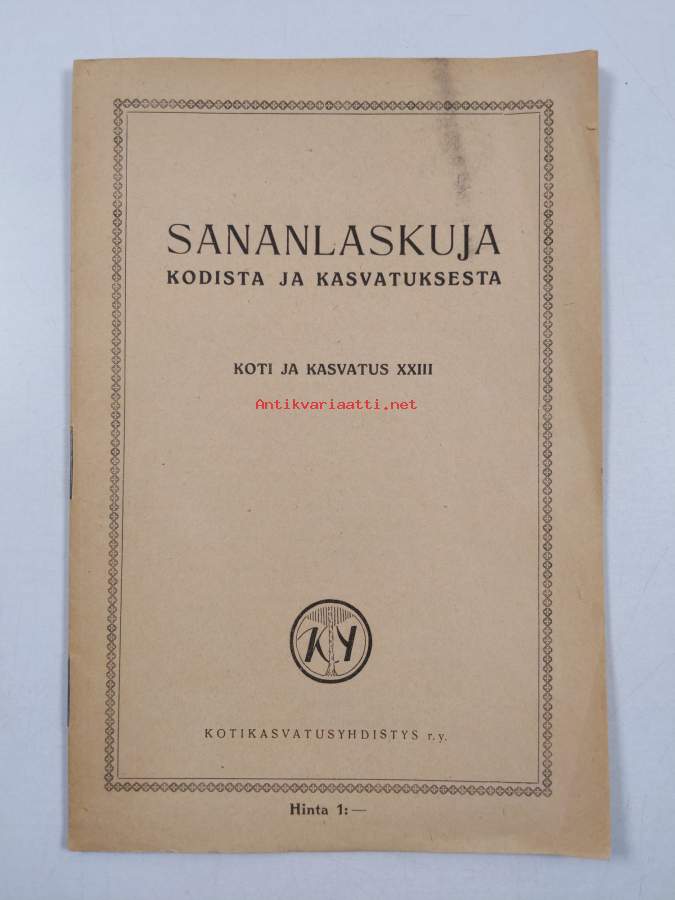 SANANLASKUJA
KODISTA JA KASVATUKSESTA
KOTI JA KASVATUS XXIII
Antikvariaatti.net
KY
KOTIKASVATUSYHDISTYS r.y.
Hinta 1:—